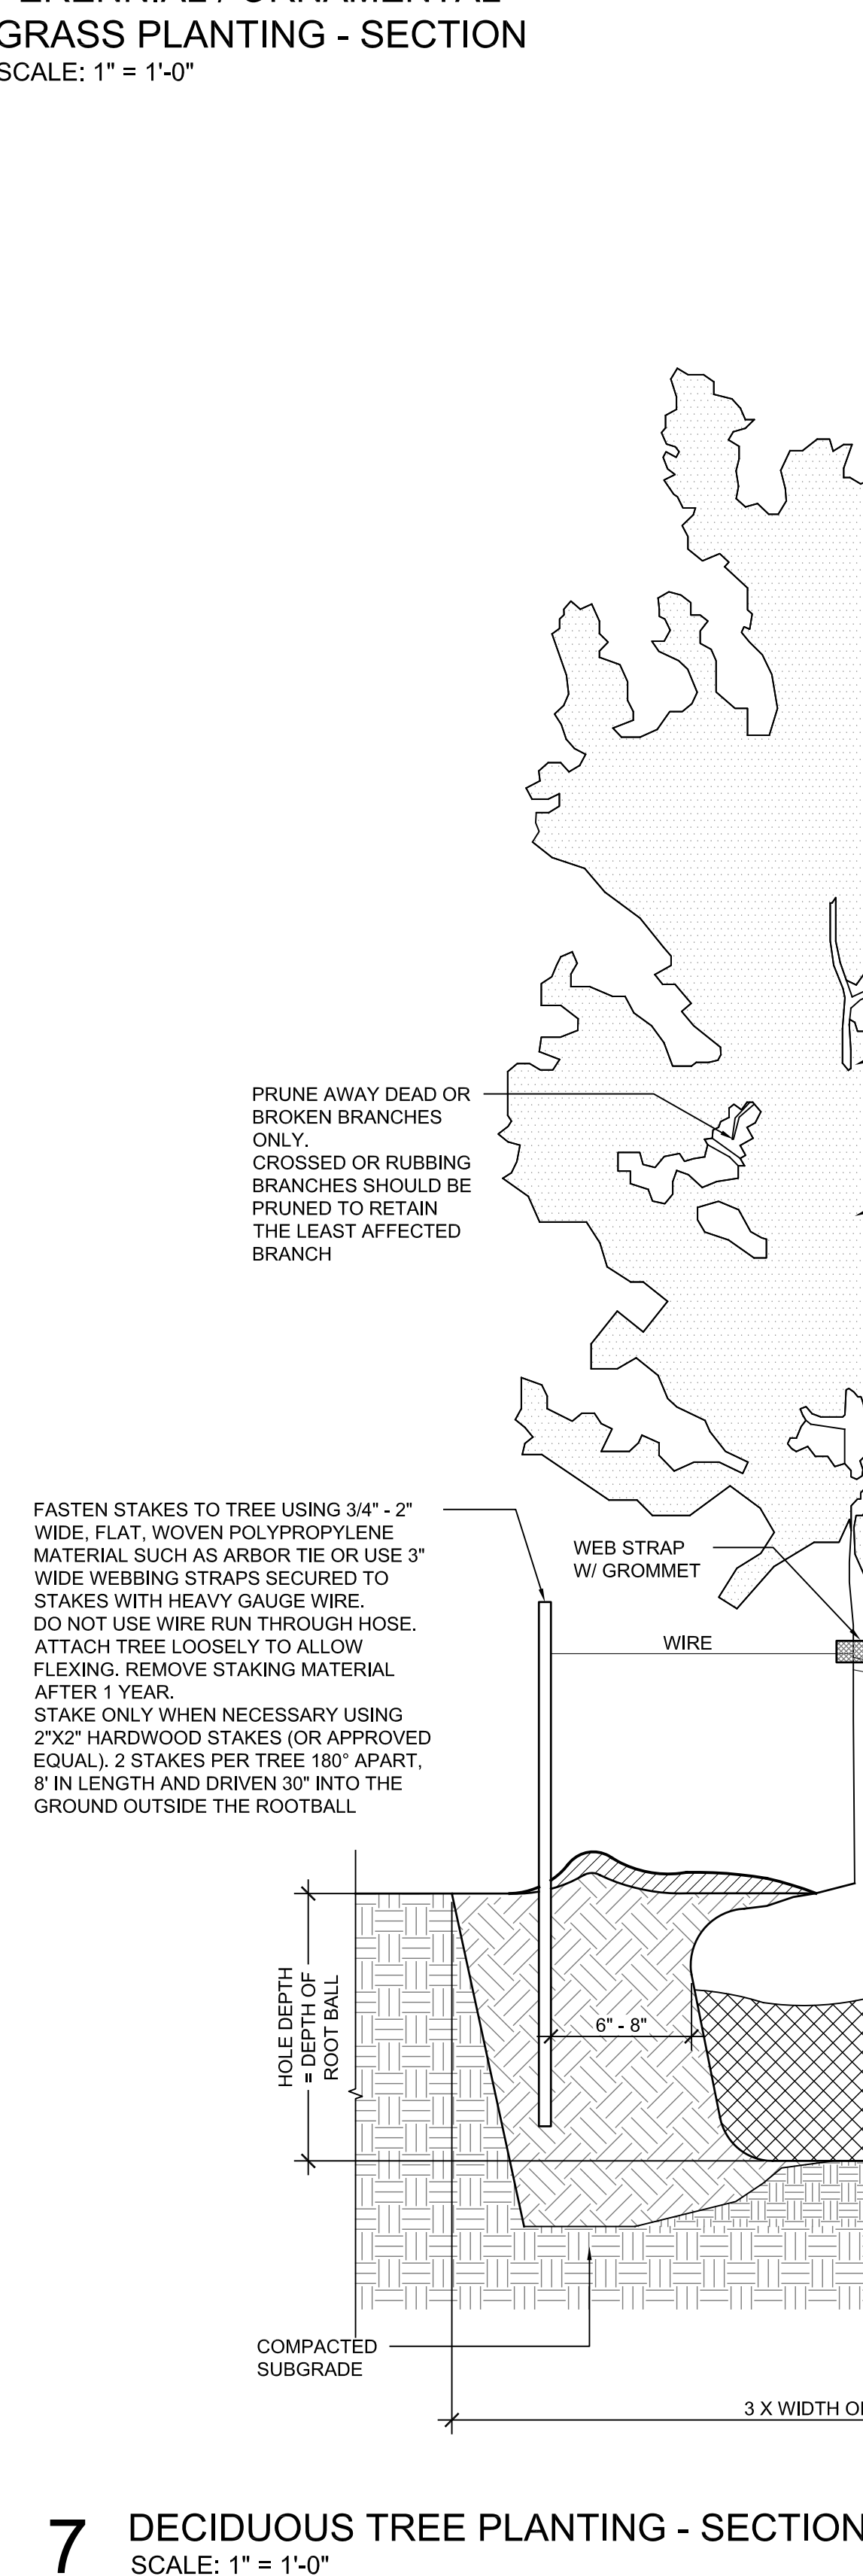 GRASS PLANTING - SECTION
SCALE: 1" = 1'-0"
PRUNE AWAY DEAD OR
BROKEN BRANCHES
ONLY.
CROSSED OR RUBBING
BRANCHES SHOULD BE
PRUNED TO RETAIN
THE LEAST AFFECTED
BRANCH
FASTEN STAKES TO TREE USING 3/4" - 2"
WIDE, FLAT, WOVEN POLYPROPYLENE
MATERIAL SUCH AS ARBOR TIE OR USE 3"
WIDE WEBBING STRAPS SECURED TO
STAKES WITH HEAVY GAUGE WIRE.
DO NOT USE WIRE RUN THROUGH HOSE.
ATTACH TREE LOOSELY TO ALLOW
FLEXING. REMOVE STAKING MATERIAL
AFTER 1 YEAR.
STAKE ONLY WHEN NECESSARY USING
2"X2" HARDWOOD STAKES (OR APPROVED
EQUAL). 2 STAKES PER TREE 180° APART,
8' IN LENGTH AND DRIVEN 30" INTO THE
GROUND OUTSIDE THE ROOTBALL
WEB STRAP
W/ GROMMET
WIRE
HOLE DEPTH
= DEPTH OF
ROOT BALL
6" - 8"
COMPACTED
SUBGRADE
3 X WIDTH
7 DECIDUOUS TREE PLANTING - SECTION
SCALE: 1" = 1'-0"